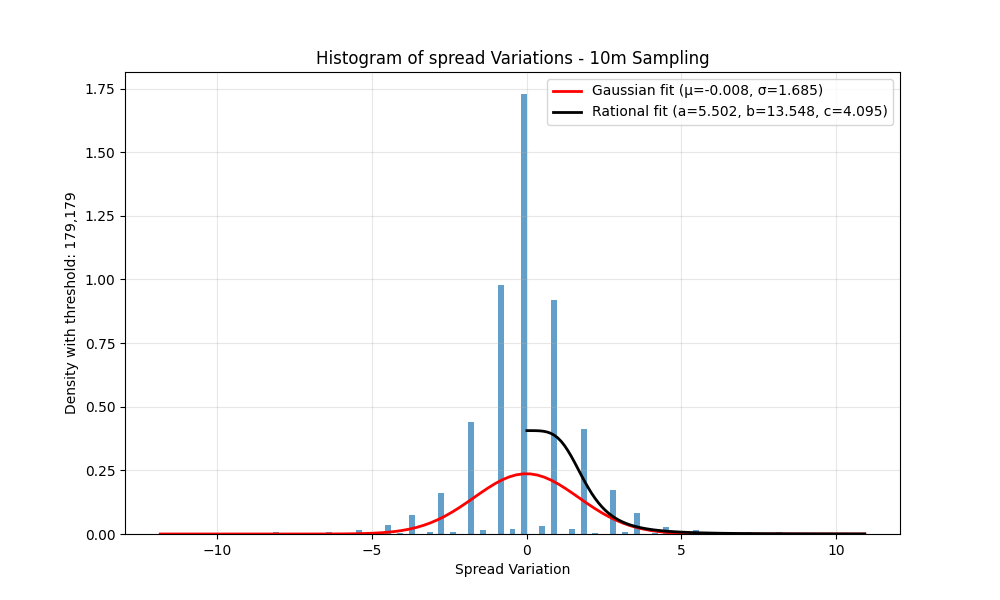 Histogram of spread Variations - 10m Sampling
Gaussian fit (μ=-0.008, σ=1.685)
Rational fit (a=5.502, b=13.548, c=4.095)
Density with threshold: 179,179
1.75
1.50
1.25
1.00
0.75
0.50
0.25
0.00
−10
−5
0
5
10
Spread Variation